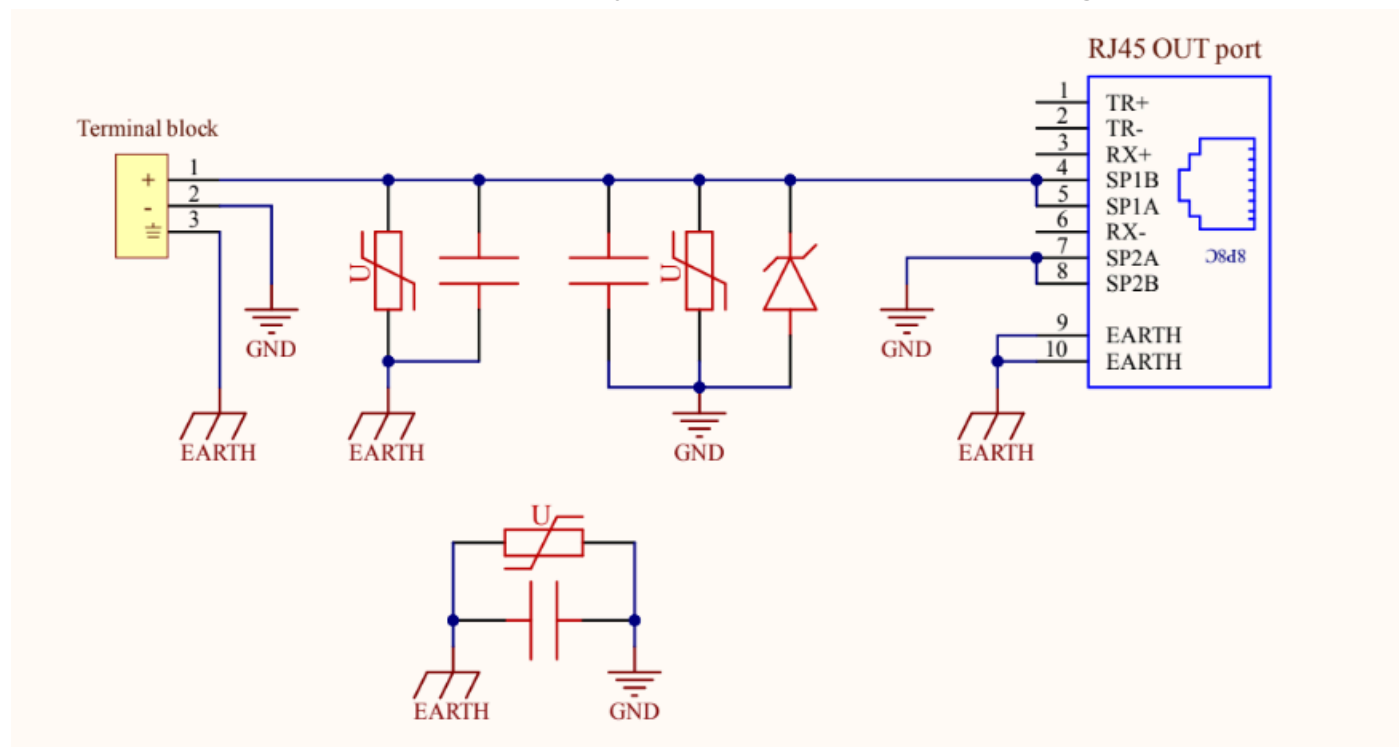 RJ45 OUT port
Terminal block
+ 1
- 2
3
1 TR+
2 TR-
3 RX+
4 SP1B
5 SP1A
6 RX-
7 SP2A
8 SP2B
9 EARTH
10 EARTH
8P8C
U
U
GND
GND
EARTH
EARTH
GND
EARTH
U
EARTH
GND